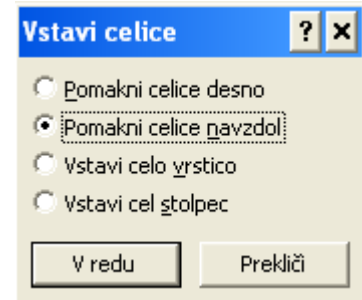 Vstavi celice ? ×
Pomakni celice desno
Pomakni celice navzdol
Vstavi celo vrstico
Vstavi cel stolpec
V redu Prekliči